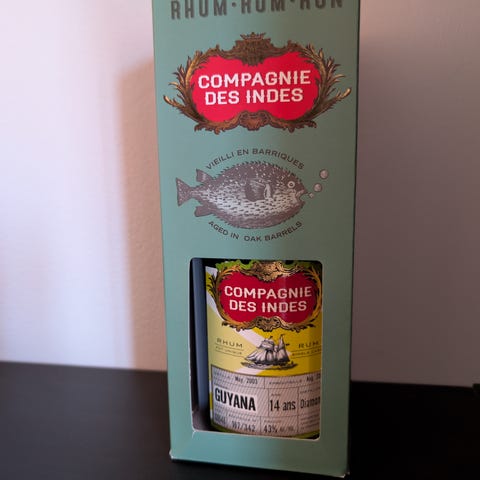 RHUM·RUM·RON
COMPAGNIE
DES INDES
VIEILLI EN BARRIQUES
AGED IN OAK BARRELS
COMPAGNIE
DES INDES
RHUM
RUM
May. 2003
GUYANA
14 ans
43%